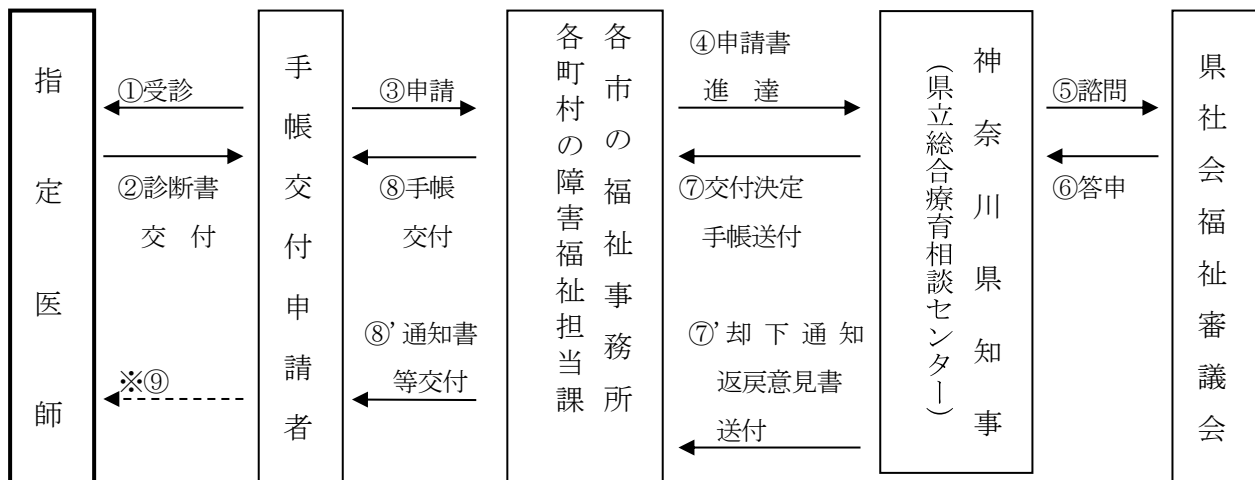 指定医師
①受診
②診断書
交 付
※⑨
手帳交付申請者
③申請
⑧手帳
交付
⑧’通知書
等交付
各市の福祉事務所
各町村の障害福祉担当課
④申請書
進 達
⑦交付決定
手帳送付
⑦’却 下 通 知
返戻意見書
送付
神奈川県知事
(県立総合療育相談センター)
⑤諮問
⑥答申
県社会福祉審議会